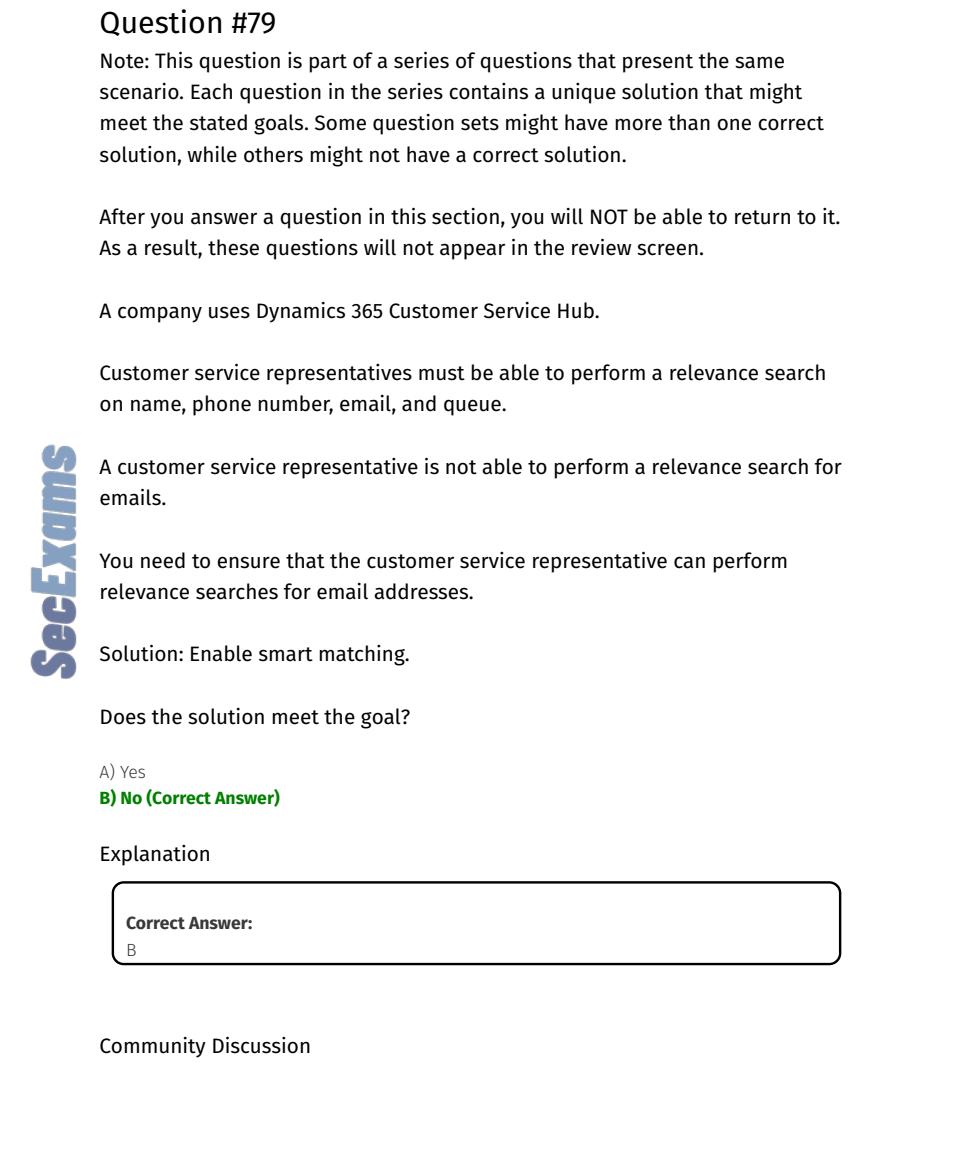 Question #79
Note: This question is part of a series of questions that present the same
scenario. Each question in the series contains a unique solution that might
meet the stated goals. Some question sets might have more than one correct
solution, while others might not have a correct solution.
After you answer a question in this section, you will NOT be able to return to it.
As a result, these questions will not appear in the review screen.
A company uses Dynamics 365 Customer Service Hub.
Customer service representatives must be able to perform a relevance search
on name, phone number, email, and queue.
A customer service representative is not able to perform a relevance search for
emails.
You need to ensure that the customer service representative can perform
relevance searches for email addresses.
Solution: Enable smart matching.
Does the solution meet the goal?
A) Yes
B) No (Correct Answer)
Explanation
Correct Answer:
B
Community Discussion
SecExams